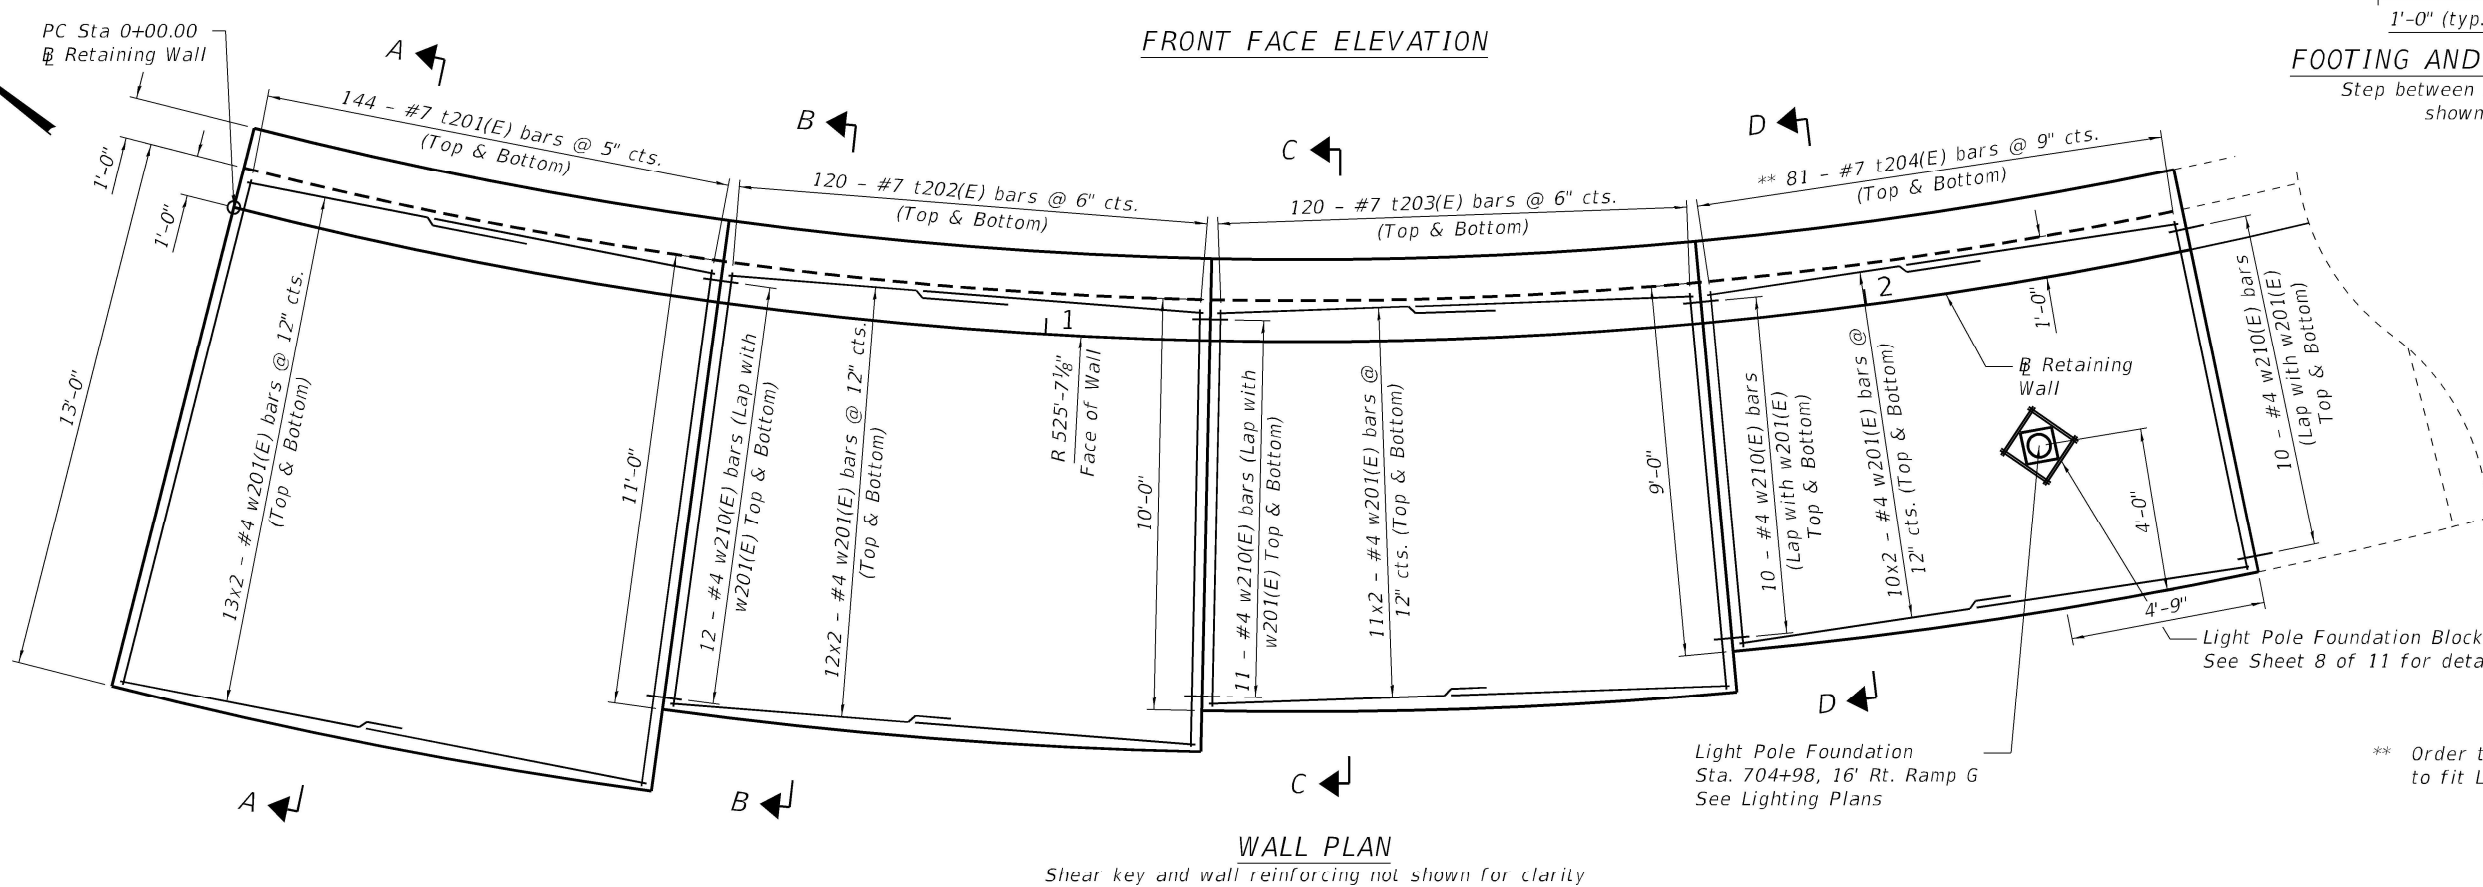 FRONT FACE ELEVATION
1'-0" (typ.
FOOTING AND
Step between
shown
PC Sta 0+00.00
Retaining Wall
A
B
C
D
144 - #7 t201(E) bars @ 5" cts.
(Top & Bottom)
120 - #7 t202(E) bars @ 6" cts.
(Top & Bottom)
120 - #7 t203(E) bars @ 6" cts.
(Top & Bottom)
** 81 - #7 t204(E) bars @ 9" cts.
(Top & Bottom)
1'-0"
1'-0"
13'-0"
13x2 - #4 w201(E) bars @ 12" cts.
(Top & Bottom)
11'-0"
12 - #4 w210(E) bars (Lap with
w201(E) Top & Bottom)
12x2 - #4 w201(E) bars @ 12" cts.
(Top & Bottom)
1
R 525'-7⅛"
Face of Wall
10'-0"
11 - #4 w210(E) bars (Lap with
w201(E) Top & Bottom)
11x2 - #4 w201(E) bars @
12" cts. (Top & Bottom)
9'-0"
10 - #4 w210(E) bars
(Lap with w201(E)
Top & Bottom)
10x2 - #4 w201(E) bars @
12" cts. (Top & Bottom)
2
1'-0"
Retaining
Wall
10 - #4 w210(E) bars
(Lap with w201(E)
Top & Bottom)
4'-0"
4'-9"
Light Pole Foundation Block
See Sheet 8 of 11 for deta
A
B
C
D
Light Pole Foundation
Sta. 704+98, 16' Rt. Ramp G
See Lighting Plans
** Order t
to fit L
WALL PLAN
Shear key and wall reinforcing not shown for clarity